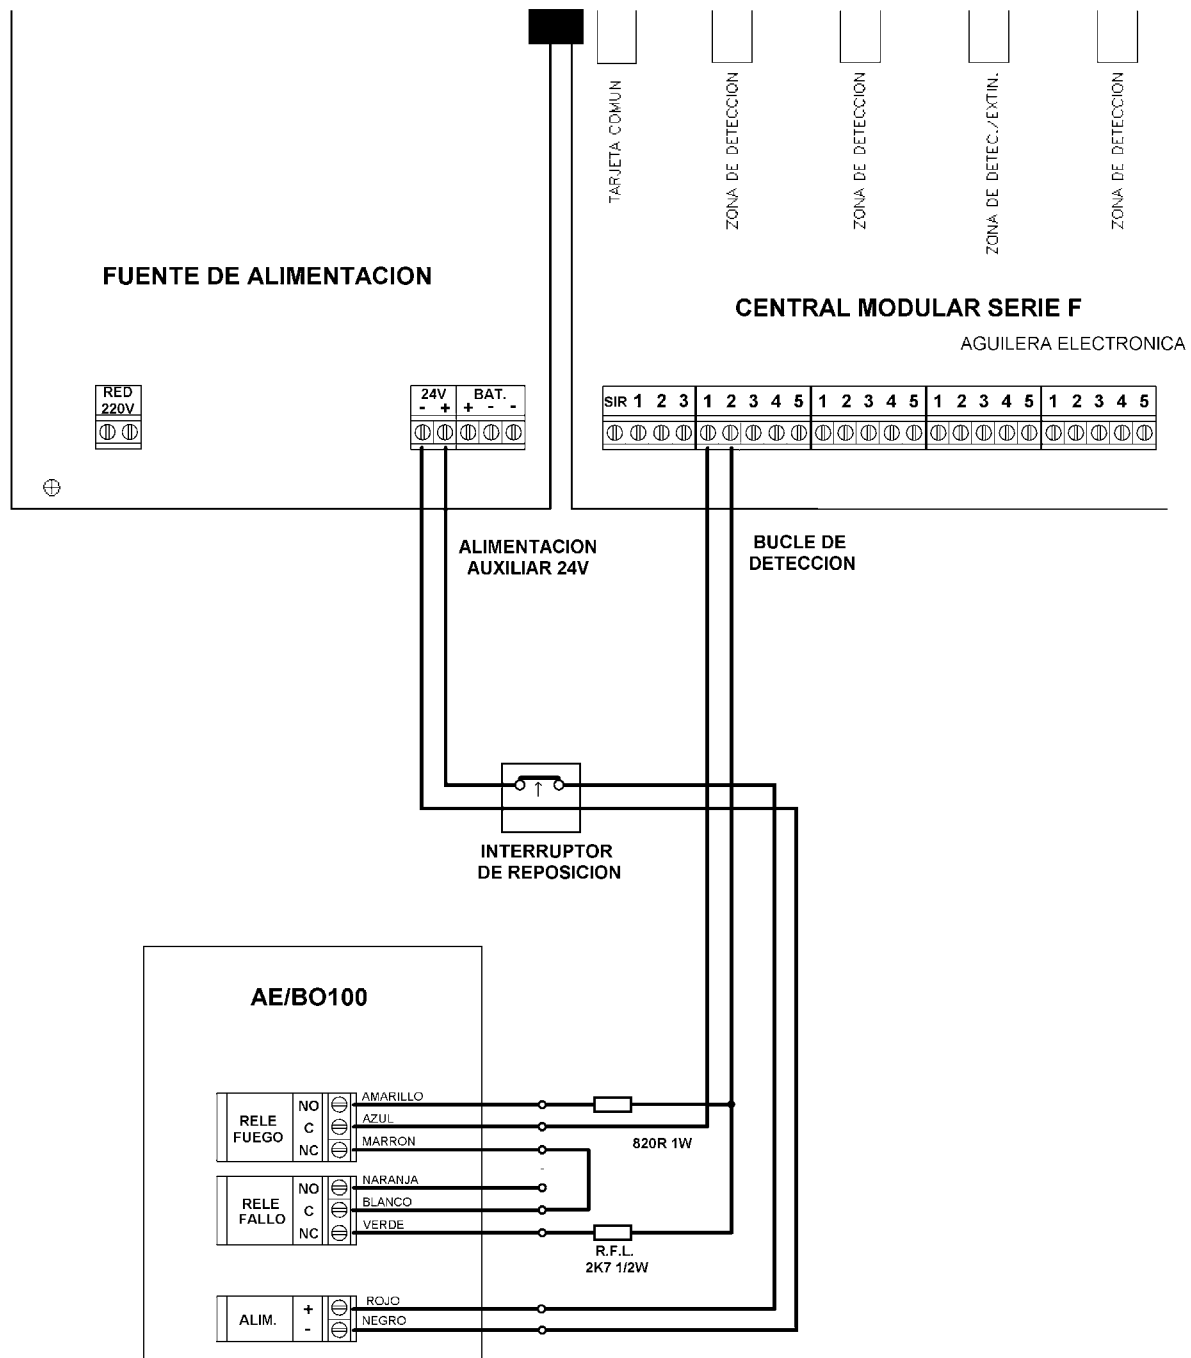 TARJETA COMUN
ZONA DE DETECCION
ZONA DE DETECCION
ZONA DE DETEC./EXTIN.
ZONA DE DETECCION
FUENTE DE ALIMENTACION
CENTRAL MODULAR SERIE F
AGUILERA ELECTRONICA
RED
220V
24V
- +
BAT.
+ - -
SIR 1 2 3 1 2 3 4 5 1 2 3 4 5 1 2 3 4 5 1 2 3 4 5
ALIMENTACION
AUXILIAR 24V
BUCLE DE
DETECCION
INTERRUPTOR
DE REPOSICION
AE/BO100
RELE
FUEGO
NO AMARILLO
C AZUL
NC MARRON
820R 1W
RELE
FALLO
NO NARANJA
C BLANCO
NC VERDE
R.F.L.
2K7 1/2W
ALIM.
+ ROJO
- NEGRO